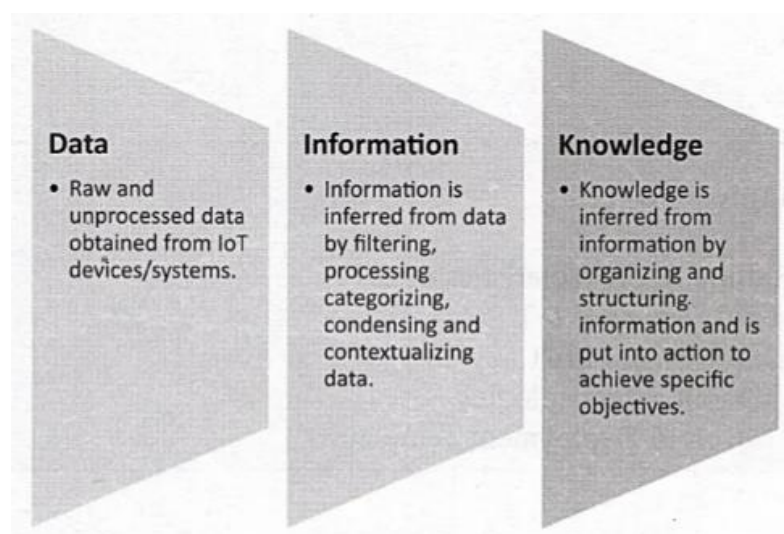 Data
• Raw and
unprocessed data
obtained from IoT
devices/systems.
Information
• Information is
inferred from data
by filtering,
processing
categorizing,
condensing and
contextualizing
data.
Knowledge
• Knowledge is
inferred from
information by
organizing and
structuring
information and is
put into action to
achieve specific
objectives.